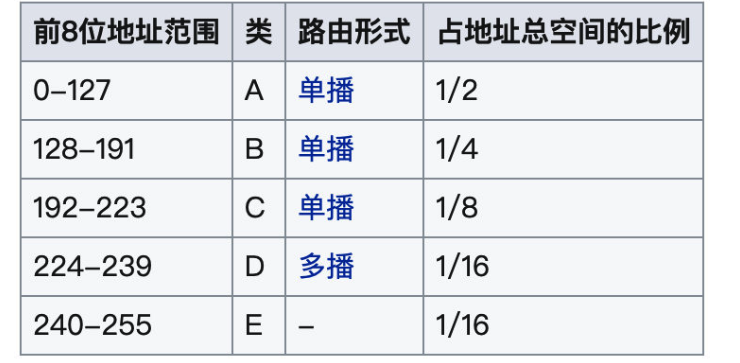 前8位地址范围 类 路由形式 占地址总空间的比例
0–127 A 单播 1/2
128–191 B 单播 1/4
192–223 C 单播 1/8
224–239 D 多播 1/16
240–255 E – 1/16